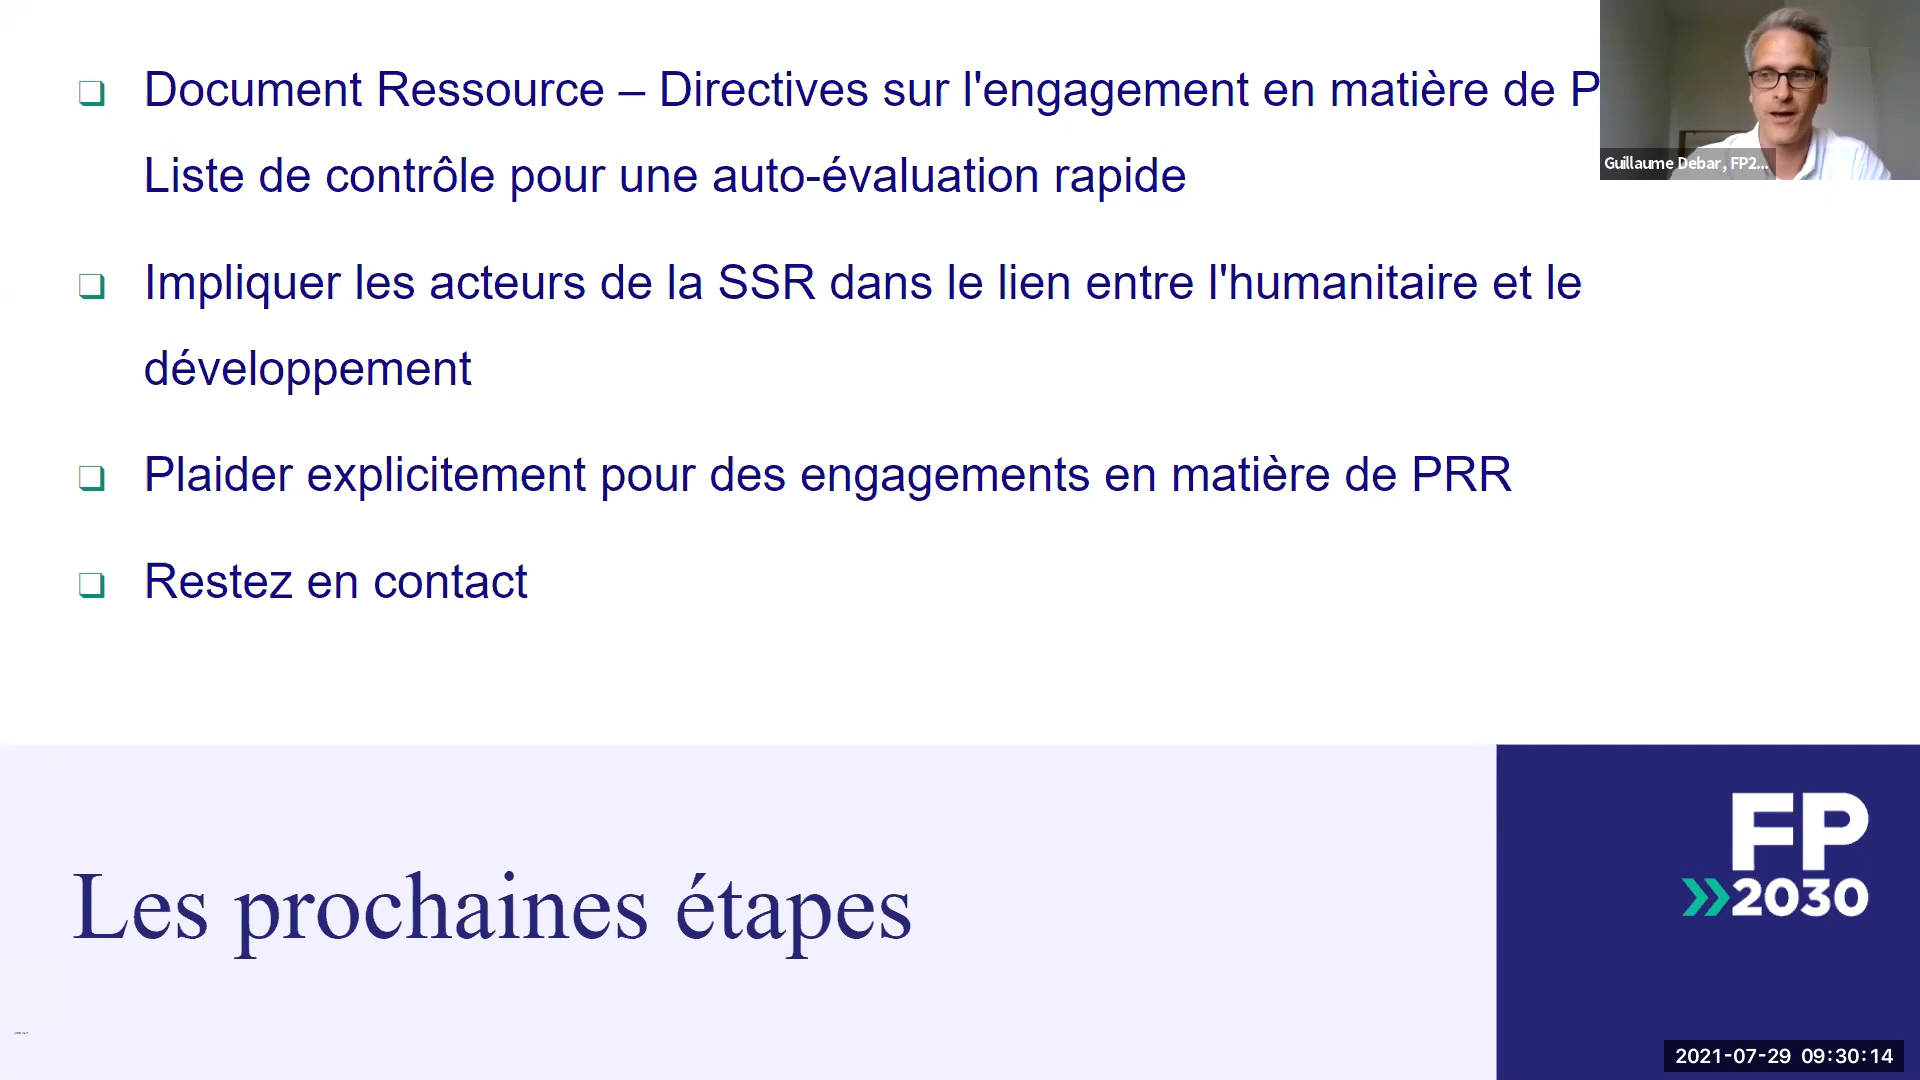 Document Ressource – Directives sur l'engagement en matière de P
Liste de contrôle pour une auto-évaluation rapide
Impliquer les acteurs de la SSR dans le lien entre l'humanitaire et le
développement
Plaider explicitement pour des engagements en matière de PRR
Restez en contact
Guillaume Debar, FP2...
Les prochaines étapes
FP
2030
2021-07-29 09:30:14